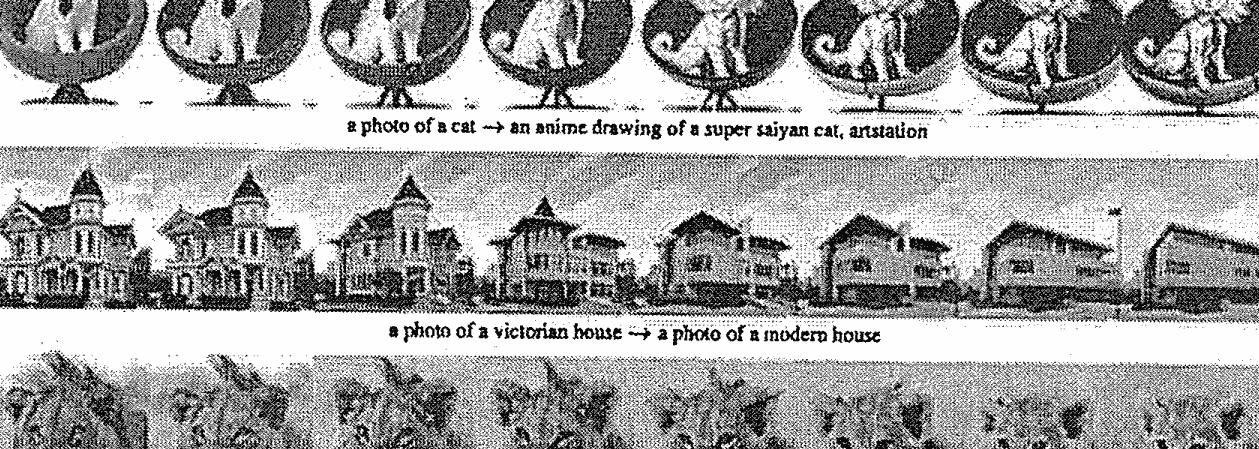 a photo of a cat → an anime drawing of a super saiyan cat, artstation
a photo of a victorian house → a photo of a modern house